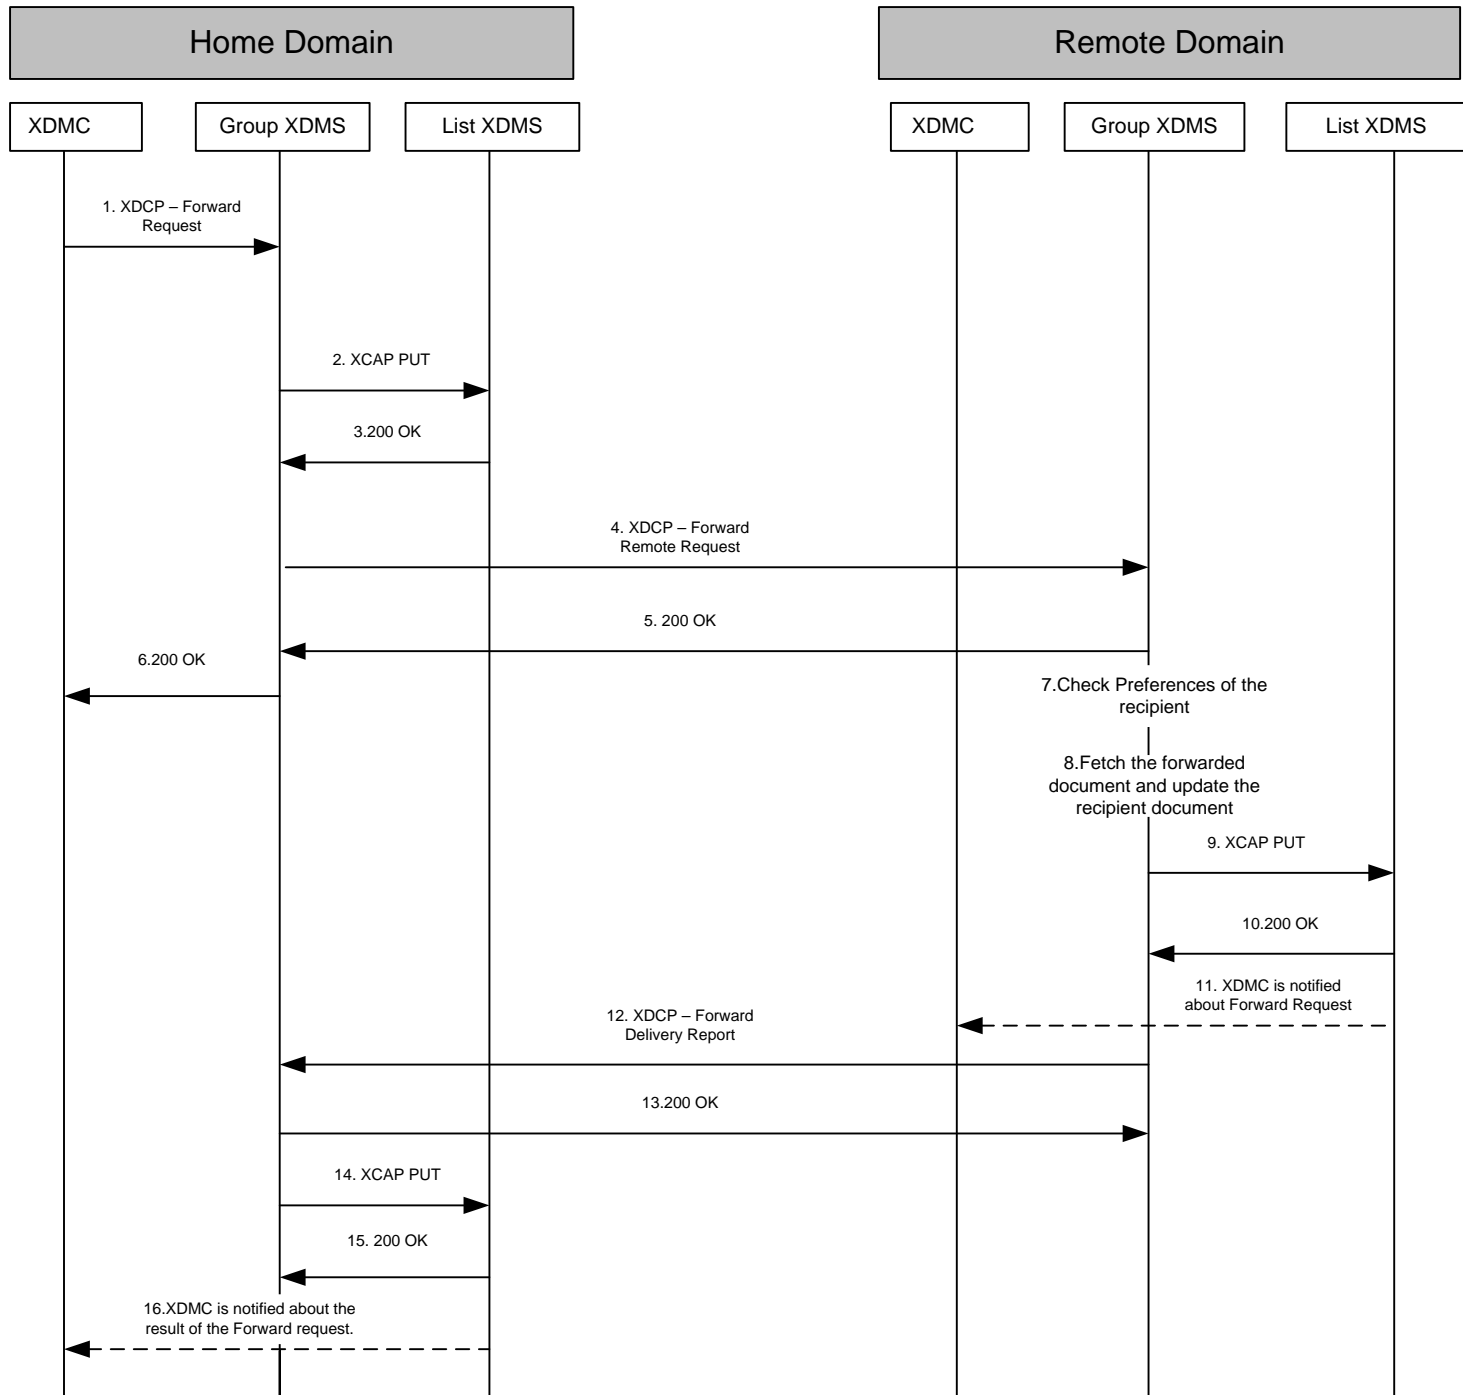 Home Domain
Remote Domain
XDMC
Group XDMS
List XDMS
XDMC
Group XDMS
List XDMS
1. XDCP – Forward
Request
2. XCAP PUT
3.200 OK
4. XDCP – Forward
Remote Request
5. 200 OK
6.200 OK
7.Check Preferences of the
recipient
8.Fetch the forwarded
document and update the
recipient document
9. XCAP PUT
10.200 OK
11. XDMC is notified
about Forward Request
12. XDCP – Forward
Delivery Report
13.200 OK
14. XCAP PUT
15. 200 OK
16.XDMC is notified about the
result of the Forward request.